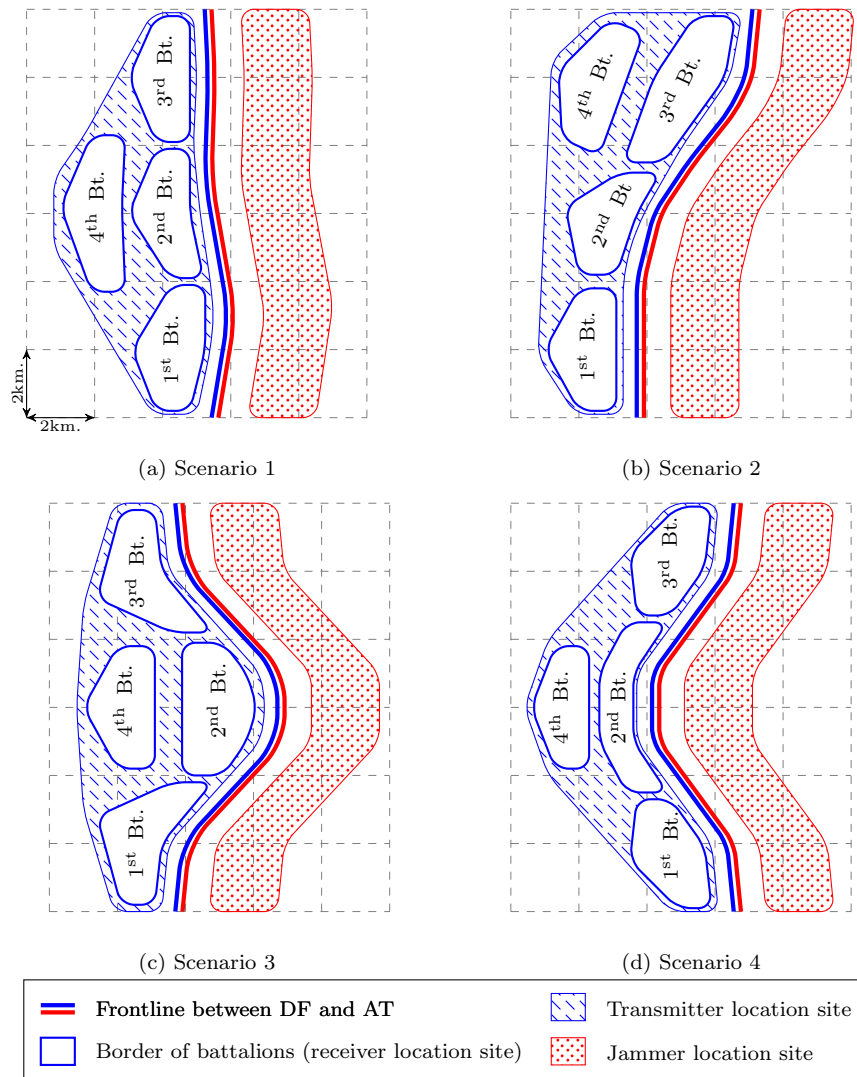 3rd Bt.
4th Bt.
2nd Bt.
1st Bt.
2km.
2km.
(a) Scenario 1
4th Bt.
3rd Bt.
2nd Bt
1st Bt.
(b) Scenario 2
3rd Bt.
4th Bt.
2nd Bt.
1st Bt.
(c) Scenario 3
3rd Bt.
4th Bt.
2nd Bt.
1st Bt.
(d) Scenario 4
Frontline between DF and AT
Transmitter location site
Border of battalions (receiver location site)
Jammer location site